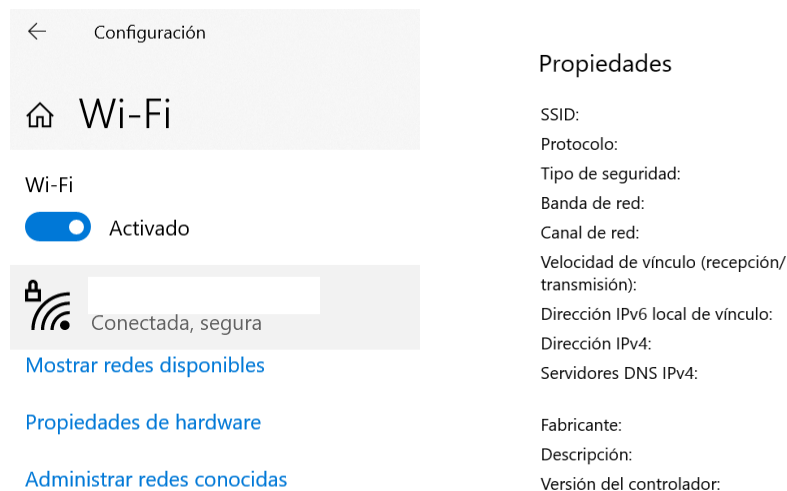 Configuración
Wi-Fi
Wi-Fi
Activado
Conectada, segura
Mostrar redes disponibles
Propiedades de hardware
Administrar redes conocidas
Propiedades
SSID:
Protocolo:
Tipo de seguridad:
Banda de red:
Canal de red:
Velocidad de vínculo (recepción/
transmisión):
Dirección IPv6 local de vínculo:
Dirección IPv4:
Servidores DNS IPv4:
Fabricante:
Descripción:
Versión del controlador: